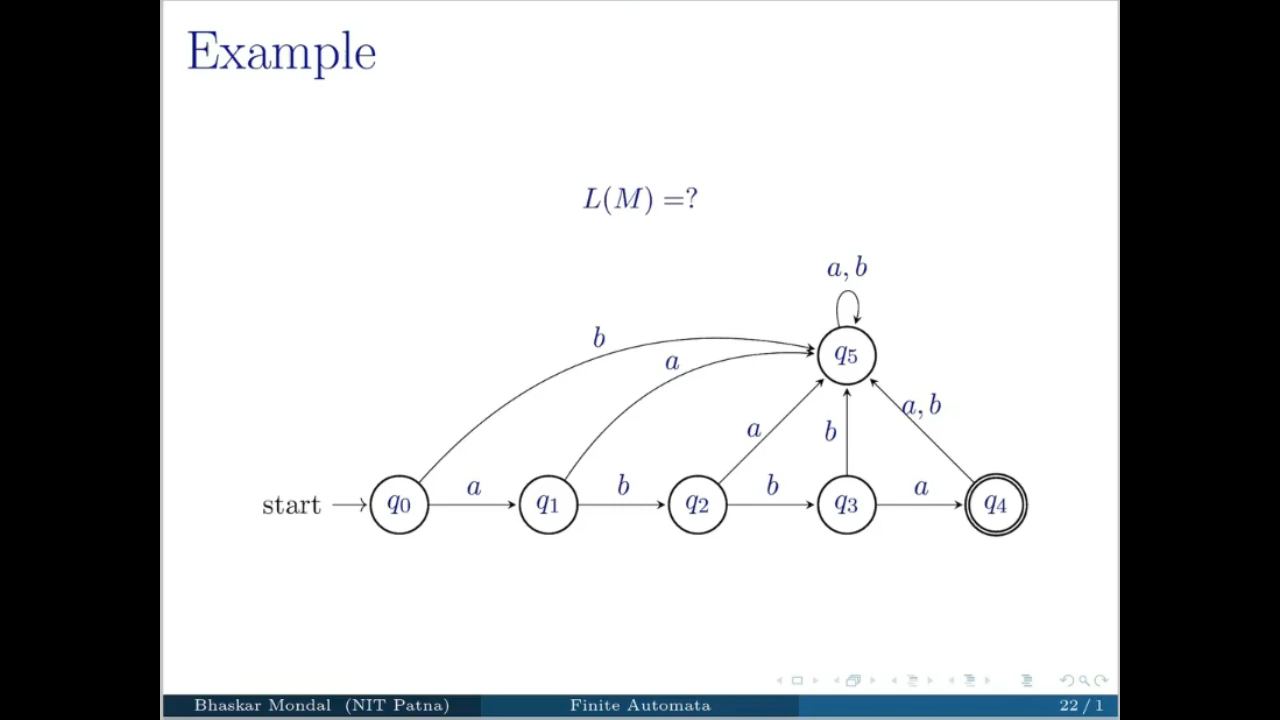 Example
L(M) =?
a, b
b
a
q5
a, b
a
b
a
b
b
a
start
q0
q1
q2
q3
q4
Bhaskar Mondal (NIT Patna)
Finite Automata
22 / 1